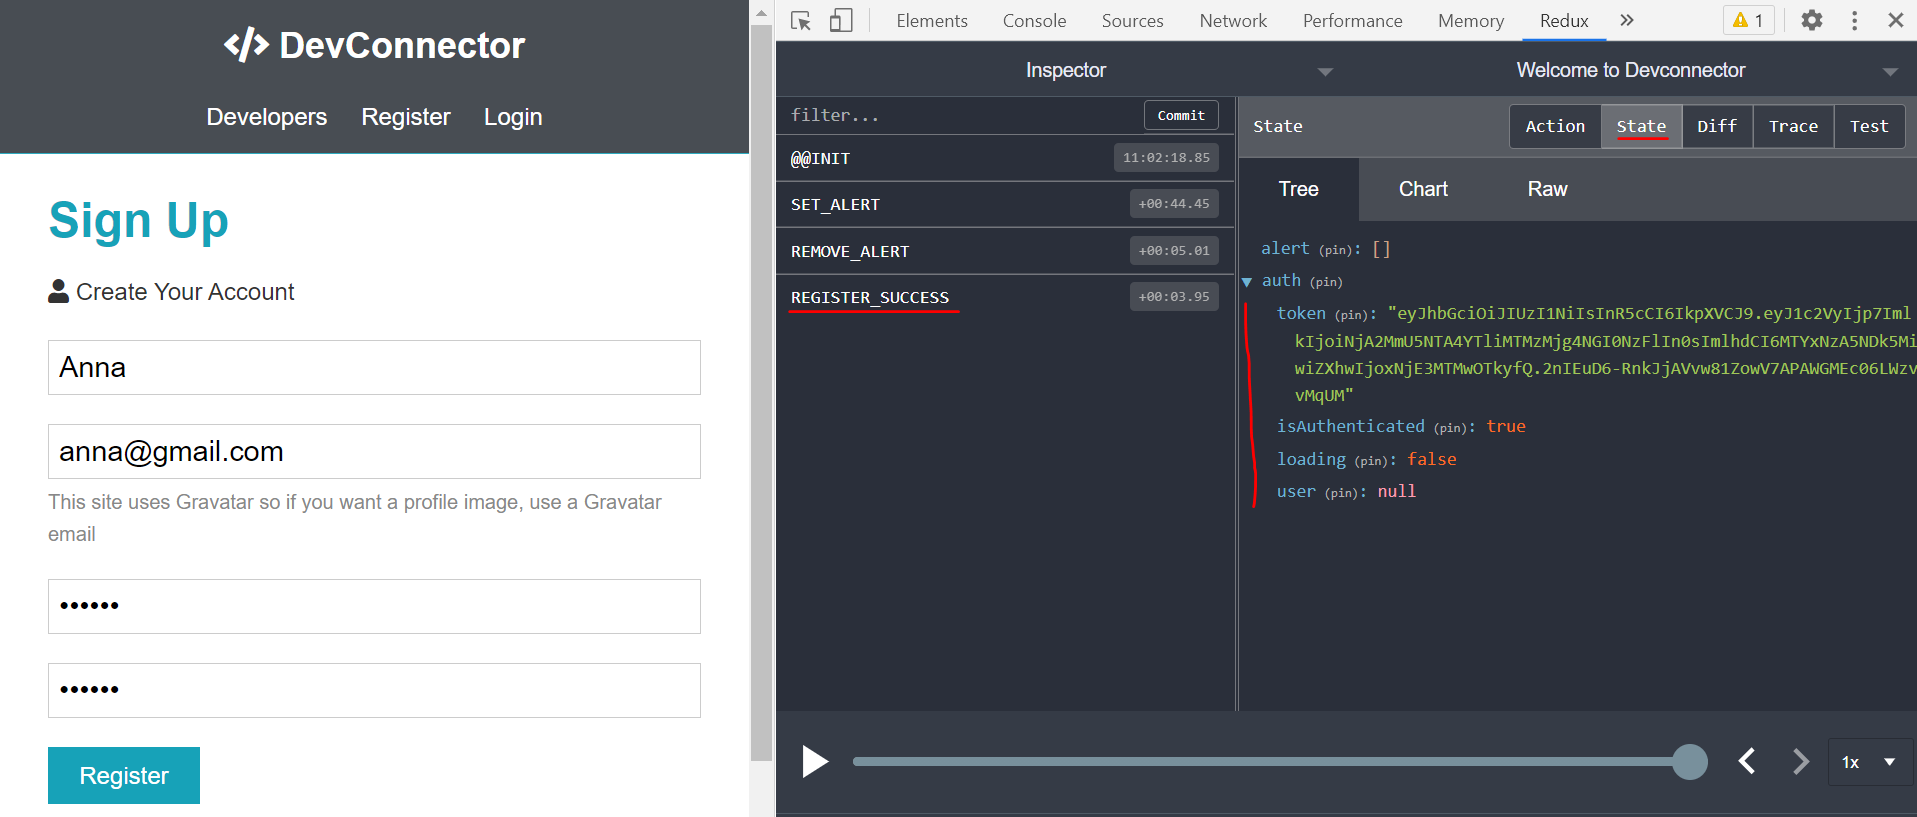 DevConnector
Developers Register Login
Sign Up
Create Your Account
Anna
anna@gmail.com
This site uses Gravatar so if you want a profile image, use a Gravatar
email
••••••
••••••
Register
Elements Console Sources Network Performance Memory Redux » 1
Inspector Welcome to Devconnector
filter... Commit
@@INIT 11:02:18.85
SET_ALERT +00:44.45
REMOVE_ALERT +00:05.01
REGISTER_SUCCESS +00:03.95
State Action State Diff Trace Test
Tree Chart Raw
alert (pin): []
auth (pin)
token (pin): "eyJhbGciOiJIUzI1NiIsInR5cCI6IkpXVCJ9.eyJ1c2VyIjp7Iml
kIjoiNjA2MmU5NTA4YTliMTMzMjg4NGI0NzFlIn0sImlhdCI6MTYxNzA5NDk5Mi
wiZXhwIjoxNjE3MTMwOTkyfQ.2nIEuD6-RnkJjAVvw81ZowV7APAWGMEc06LWzv
vMqUM"
isAuthenticated (pin): true
loading (pin): false
user (pin): null
1x